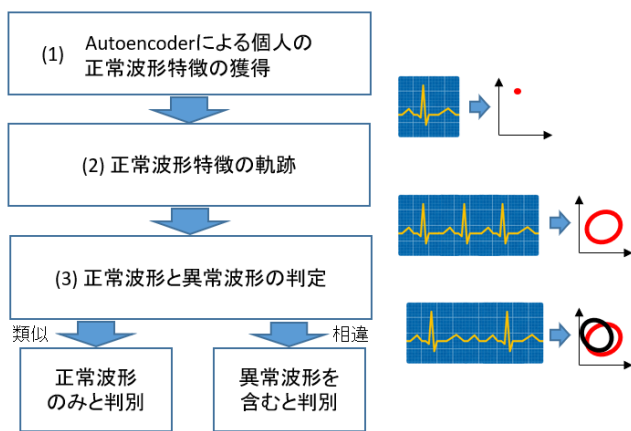 (1) Autoencoderによる個人の
正常波形特徴の獲得
(2) 正常波形特徴の軌跡
(3) 正常波形と異常波形の判定
類似
相違
正常波形
のみと判別
異常波形を
含むと判別